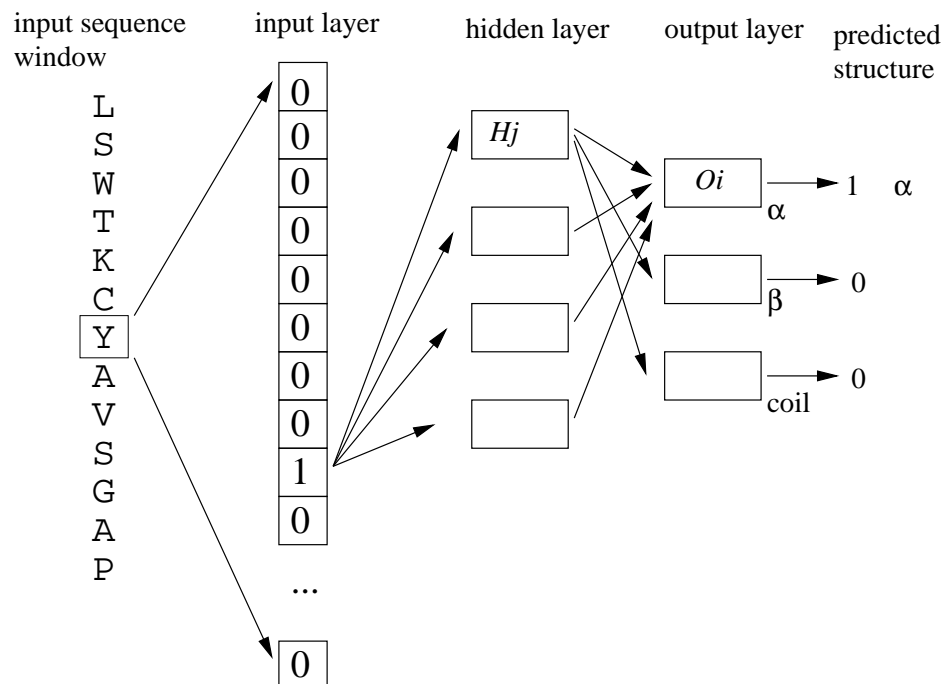 input sequence
window
input layer
hidden layer
output layer
predicted
structure
L
S
W
T
K
C
Y
A
V
S
G
A
P
0
0
0
0
0
0
0
0
1
0
...
0
Hj
Oi
α
β
coil
1 α
0
0